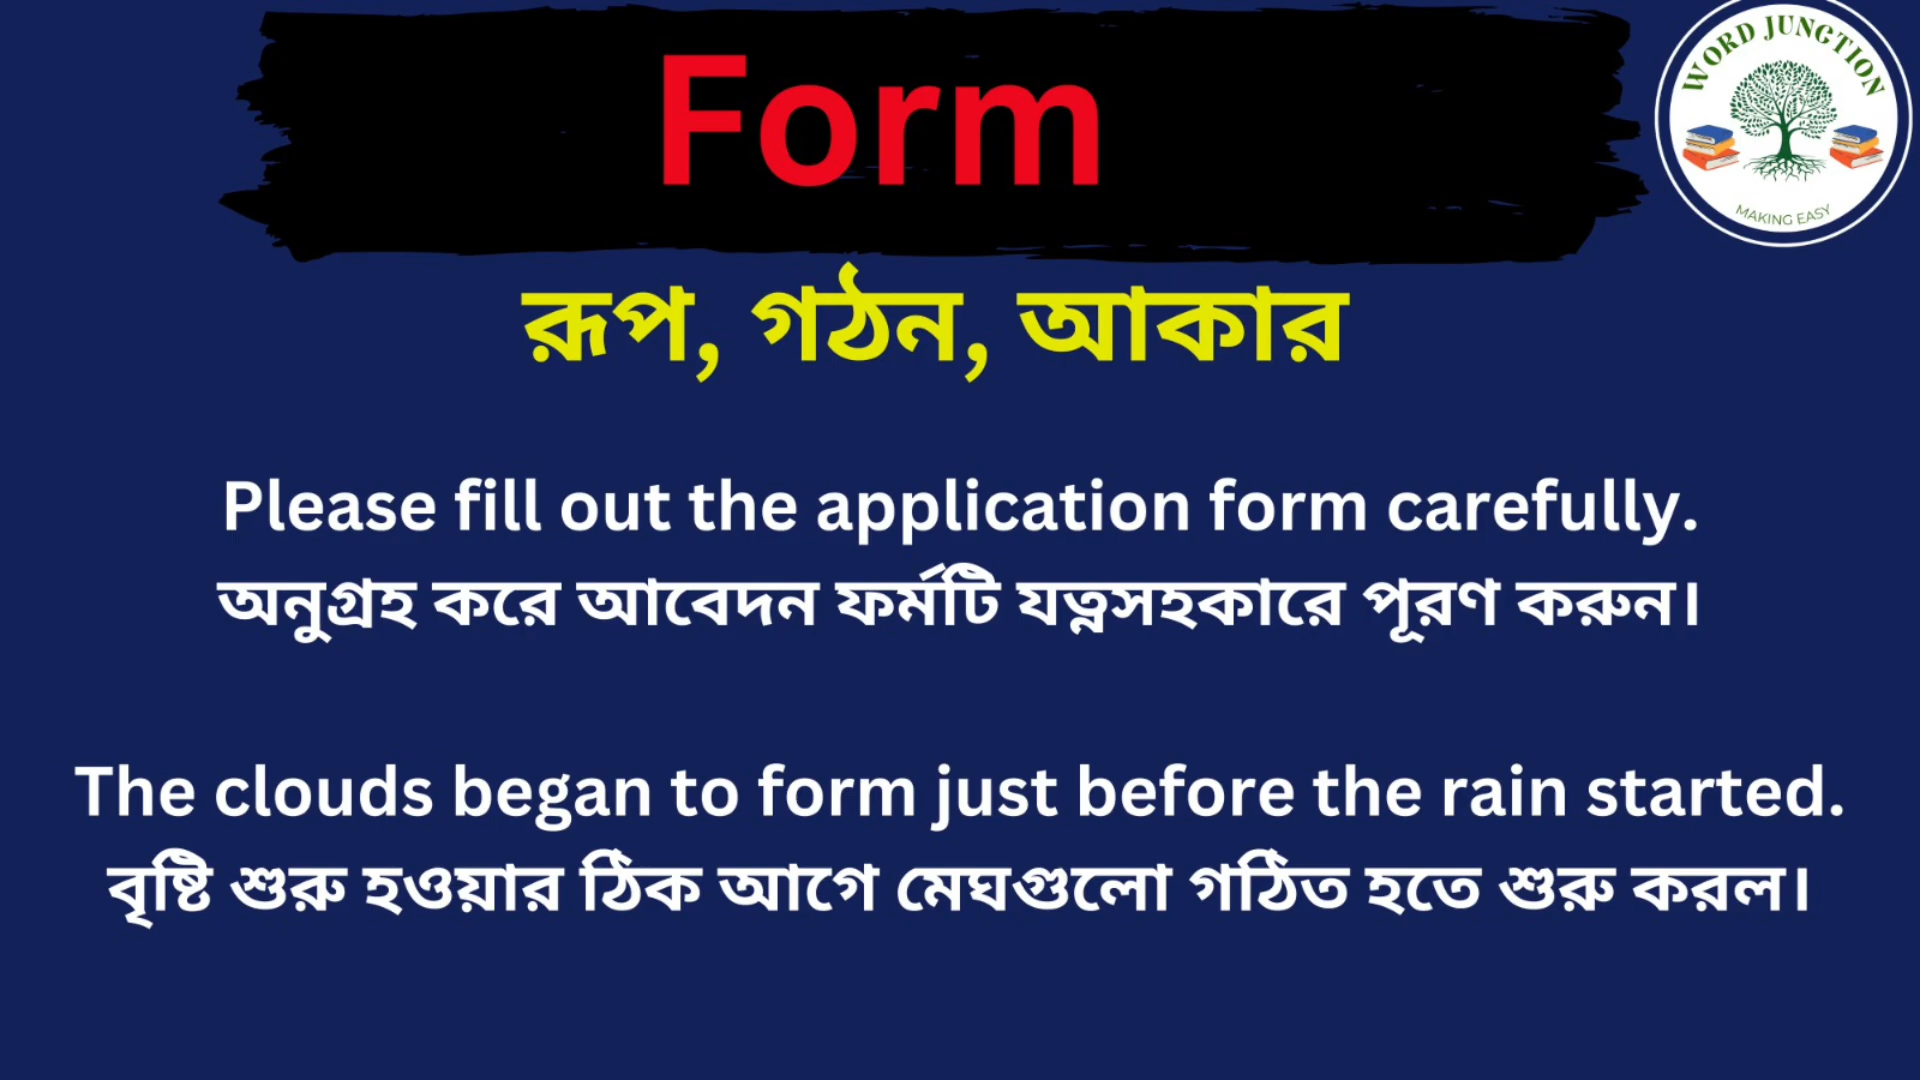 Form
WORD JUNCTION
MAKING EASY
রূপ, গঠন, আকার
Please fill out the application form carefully.
অনুগ্রহ করে আবেদন ফর্মটি যত্নসহকারে পূরণ করুন।
The clouds began to form just before the rain started.
বৃষ্টি শুরু হওয়ার ঠিক আগে মেঘগুলো গঠিত হতে শুরু করল।